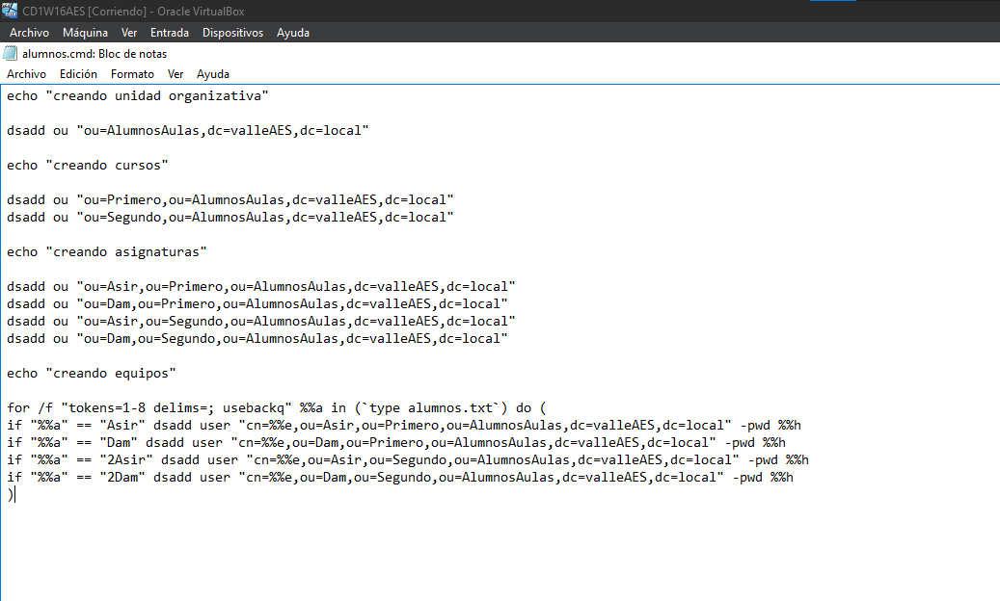 CD1W16AES [Corriendo] - Oracle VirtualBox
Archivo Máquina Ver Entrada Dispositivos Ayuda
alumnos.cmd: Bloc de notas
Archivo Edición Formato Ver Ayuda
echo "creando unidad organizativa"
dsadd ou "ou=AlumnosAulas,dc=valleAES,dc=local"
echo "creando cursos"
dsadd ou "ou=Primero,ou=AlumnosAulas,dc=valleAES,dc=local"
dsadd ou "ou=Segundo,ou=AlumnosAulas,dc=valleAES,dc=local"
echo "creando asignaturas"
dsadd ou "ou=Asir,ou=Primero,ou=AlumnosAulas,dc=valleAES,dc=local"
dsadd ou "ou=Dam,ou=Primero,ou=AlumnosAulas,dc=valleAES,dc=local"
dsadd ou "ou=Asir,ou=Segundo,ou=AlumnosAulas,dc=valleAES,dc=local"
dsadd ou "ou=Dam,ou=Segundo,ou=AlumnosAulas,dc=valleAES,dc=local"
echo "creando equipos"
for /f "tokens=1-8 delims=; usebackq" %%a in (`type alumnos.txt`) do (
if "%%a" == "Asir" dsadd user "cn=%%e,ou=Asir,ou=Primero,ou=AlumnosAulas,dc=valleAES,dc=local" -pwd %%h
if "%%a" == "Dam" dsadd user "cn=%%e,ou=Dam,ou=Primero,ou=AlumnosAulas,dc=valleAES,dc=local" -pwd %%h
if "%%a" == "2Asir" dsadd user "cn=%%e,ou=Asir,ou=Segundo,ou=AlumnosAulas,dc=valleAES,dc=local" -pwd %%h
if "%%a" == "2Dam" dsadd user "cn=%%e,ou=Dam,ou=Segundo,ou=AlumnosAulas,dc=valleAES,dc=local" -pwd %%h
)